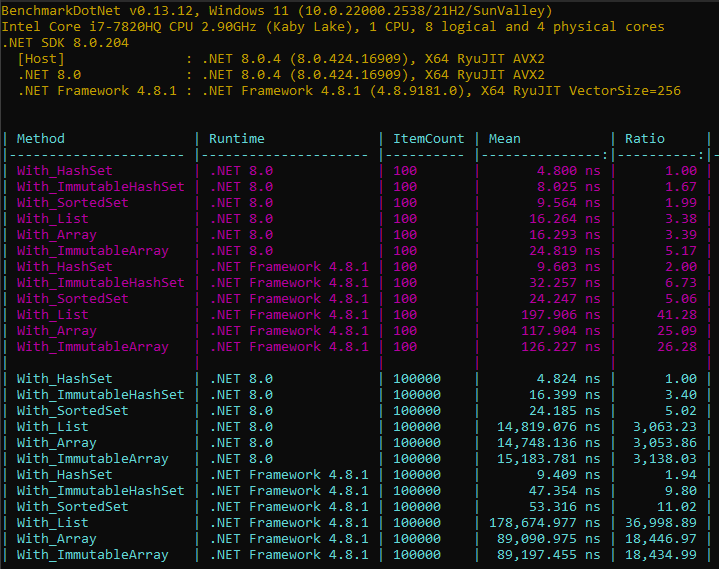 BenchmarkDotNet v0.13.12, Windows 11 (10.0.22000.2538/21H2/SunValley)
Intel Core i7-7820HQ CPU 2.90GHz (Kaby Lake), 1 CPU, 8 logical and 4 physical cores
.NET SDK 8.0.204
  [Host]               : .NET 8.0.4 (8.0.424.16909), X64 RyuJIT AVX2
  .NET 8.0             : .NET 8.0.4 (8.0.424.16909), X64 RyuJIT AVX2
  .NET Framework 4.8.1 : .NET Framework 4.8.1 (4.8.9181.0), X64 RyuJIT VectorSize=256

| Method                | Runtime              | ItemCount | Mean           | Ratio     |
|---------------------- |--------------------- |---------- |---------------:|----------:|-
| With_HashSet          | .NET 8.0             | 100       |       4.800 ns |      1.00 |
| With_ImmutableHashSet | .NET 8.0             | 100       |       8.025 ns |      1.67 |
| With_SortedSet        | .NET 8.0             | 100       |       9.564 ns |      1.99 |
| With_List             | .NET 8.0             | 100       |      16.264 ns |      3.38 |
| With_Array            | .NET 8.0             | 100       |      16.293 ns |      3.39 |
| With_ImmutableArray   | .NET 8.0             | 100       |      24.819 ns |      5.17 |
| With_HashSet          | .NET Framework 4.8.1 | 100       |       9.603 ns |      2.00 |
| With_ImmutableHashSet | .NET Framework 4.8.1 | 100       |      32.257 ns |      6.73 |
| With_SortedSet        | .NET Framework 4.8.1 | 100       |      24.247 ns |      5.06 |
| With_List             | .NET Framework 4.8.1 | 100       |     197.906 ns |     41.28 |
| With_Array            | .NET Framework 4.8.1 | 100       |     117.904 ns |     25.09 |
| With_ImmutableArray   | .NET Framework 4.8.1 | 100       |     126.227 ns |     26.28 |
|                       |                      |           |                |           |
| With_HashSet          | .NET 8.0             | 100000    |       4.824 ns |      1.00 |
| With_ImmutableHashSet | .NET 8.0             | 100000    |      16.399 ns |      3.40 |
| With_SortedSet        | .NET 8.0             | 100000    |      24.185 ns |      5.02 |
| With_List             | .NET 8.0             | 100000    |  14,819.076 ns |  3,063.23 |
| With_Array            | .NET 8.0             | 100000    |  14,748.136 ns |  3,053.86 |
| With_ImmutableArray   | .NET 8.0             | 100000    |  15,183.781 ns |  3,138.03 |
| With_HashSet          | .NET Framework 4.8.1 | 100000    |       9.409 ns |      1.94 |
| With_ImmutableHashSet | .NET Framework 4.8.1 | 100000    |      47.354 ns |      9.80 |
| With_SortedSet        | .NET Framework 4.8.1 | 100000    |      53.316 ns |     11.02 |
| With_List             | .NET Framework 4.8.1 | 100000    | 178,674.977 ns | 36,998.89 |
| With_Array            | .NET Framework 4.8.1 | 100000    |  89,090.975 ns | 18,446.97 |
| With_ImmutableArray   | .NET Framework 4.8.1 | 100000    |  89,197.455 ns | 18,434.99 |